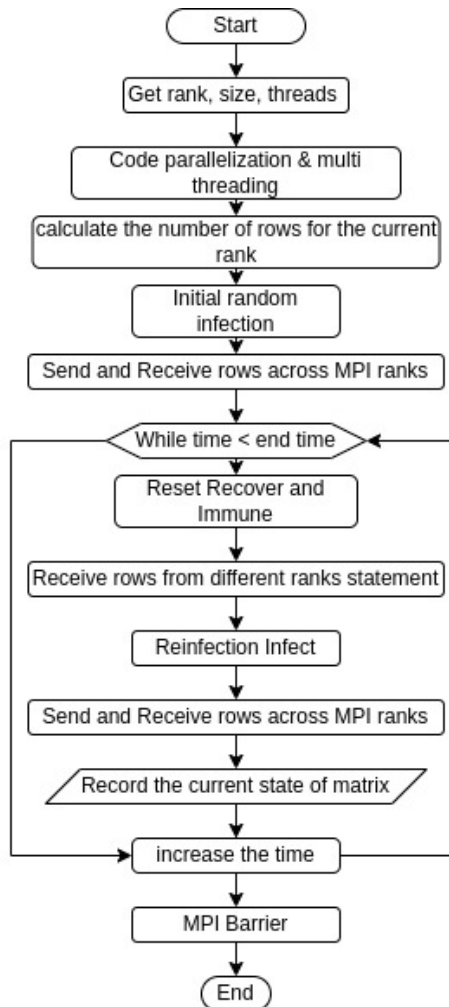 Start
Get rank, size, threads
Code parallelization & multi
threading
calculate the number of rows for the current
rank
Initial random
infection
Send and Receive rows across MPI ranks
While time < end time
Reset Recover and
Immune
Receive rows from different ranks statement
Reinfection Infect
Send and Receive rows across MPI ranks
Record the current state of matrix
increase the time
MPI Barrier
End